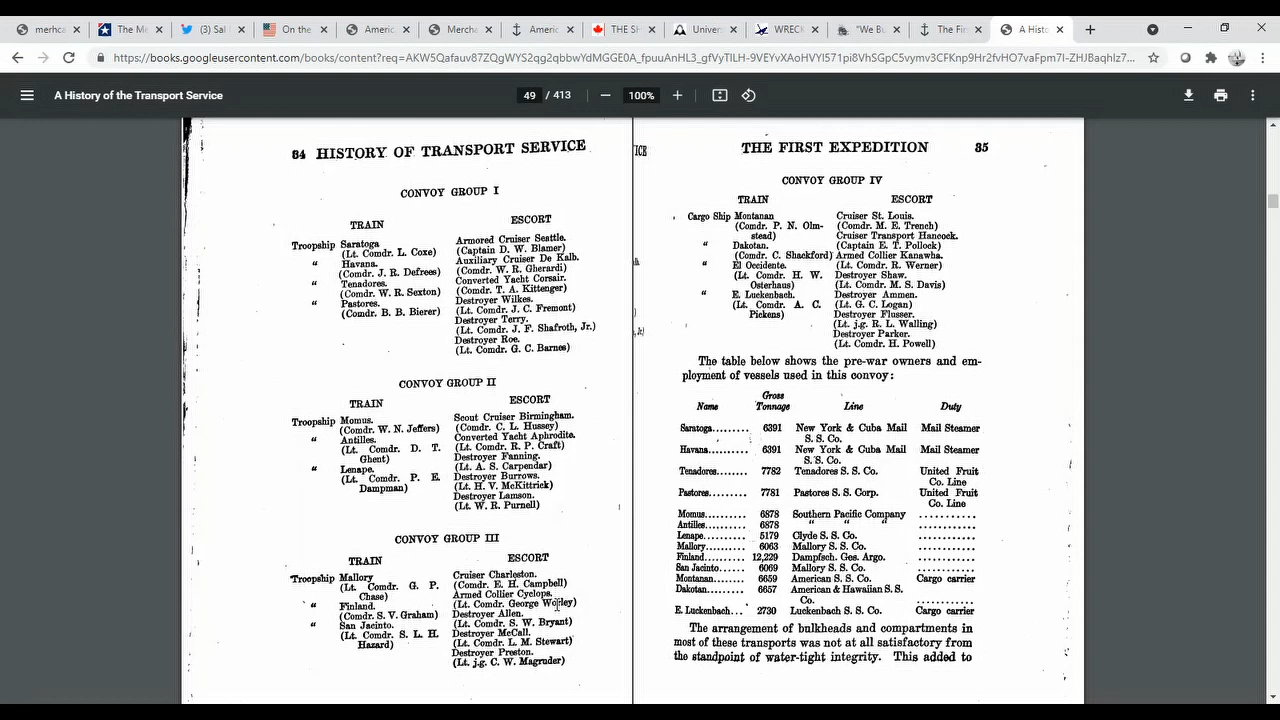 merhca
The Me
(3) Sal
On the
Americ
Mercha
Americ
THE SH
Univer
WRECK
"We Bu
The Fir
A Histo
https://books.googleusercontent.com/books/content?req=AKW5Qafauv87ZQgWYS2qg2qbbwYdMGGE0A_fpuuAnHL3_gfVyTlLH-9VEYvXAoHVYl571pi8VhSGpC5vymv3CFKnp9Hr2fvHO7vaFpm7I-ZHJBaqhlz7...
A History of the Transport Service
49 / 413
100%
84 HISTORY OF TRANSPORT SERVICE
CONVOY GROUP I
TRAIN
ESCORT
Troopship Saratoga
(Lt. Comdr. L. Coxe)
" Havana.
(Comdr. J. R. Defrees)
" Tenadores.
(Comdr. W. R. Sexton)
" Pastores.
(Comdr. B. B. Bierer)
Armored Cruiser Seattle.
(Captain D. W. Blamer)
Auxiliary Cruiser De Kalb.
(Comdr. W. R. Gherardi)
Converted Yacht Corsair.
(Comdr. T. A. Kittenger)
Destroyer Wilkes.
(Lt. Comdr. J. C. Fremont)
Destroyer Terry.
(Lt. Comdr. J. F. Shafroth, Jr.)
Destroyer Roe.
(Lt. Comdr. G. C. Barnes)
CONVOY GROUP II
TRAIN
ESCORT
Troopship Momus.
(Comdr. W. N. Jeffers)
" Antilles.
(Lt. Comdr. D. T.
Ghent)
" Lenape.
(Lt. Comdr. P. E.
Dampman)
Scout Cruiser Birmingham.
(Comdr. C. L. Hussey)
Converted Yacht Aphrodite.
(Lt. Comdr. R. P. Craft)
Destroyer Fanning.
(Lt. A. S. Carpendar)
Destroyer Burrows.
(Lt. H. V. McKittrick)
Destroyer Lamson.
(Lt. W. R. Purnell)
CONVOY GROUP III
TRAIN
ESCORT
Troopship Mallory
(Lt. Comdr. G. P.
Chase)
" Finland.
(Comdr. S. V. Graham)
" San Jacinto.
(Lt. Comdr. S. L. H.
Hazard)
Cruiser Charleston.
(Comdr. E. H. Campbell)
Armed Collier Cyclops.
(Lt. Comdr. George Worley)
Destroyer Allen.
(Lt. Comdr. S. W. Bryant)
Destroyer McCall.
(Lt. Comdr. L. M. Stewart)
Destroyer Preston.
(Lt. j.g. C. W. Magruder)
THE FIRST EXPEDITION 35
CONVOY GROUP IV
TRAIN
ESCORT
Cargo Ship Montanan
(Comdr. P. N. Olm-
stead)
" Dakotan.
(Comdr. C. Shackford)
" El Occidente.
(Lt. Comdr. H. W.
Osterhaus)
" E. Luckenbach.
(Lt. Comdr. A. C.
Pickens)
Cruiser St. Louis.
(Comdr. M. E. Trench)
Cruiser Transport Hancock.
(Captain E. T. Pollock)
Armed Collier Kanawha.
(Lt. Comdr. R. Werner)
Destroyer Shaw.
(Lt. Comdr. M. S. Davis)
Destroyer Ammen.
(Lt. G. C. Logan)
Destroyer Flusser.
(Lt. j.g. R. L. Walling)
Destroyer Parker.
(Lt. Comdr. H. Powell)
The table below shows the pre-war owners and em-
ployment of vessels used in this convoy:
Name Gross Tonnage Line Duty
Saratoga......... 6391 New York & Cuba Mail S. S. Co. Mail Steamer
Havana.......... 6391 New York & Cuba Mail S. S. Co. Mail Steamer
Tenadores........ 7782 Tenadores S. S. Co. United Fruit Co. Line
Pastores......... 7781 Pastores S. S. Corp. United Fruit Co. Line
Momus.......... 6878 Southern Pacific Company ...........
Antilles.......... 6878 " " " ...........
Lenape.......... 5179 Clyde S. S. Co. ...........
Mallory.......... 6063 Mallory S. S. Co. ...........
Finland.......... 12,229 Dampfsch. Ges. Argo. ...........
San Jacinto...... 6069 Mallory S. S. Co. ...........
Montanan........ 6659 American S. S. Co. Cargo carrier
Dakotan......... 6657 American & Hawaiian S. S. Co. ...........
E. Luckenbach... 2730 Luckenbach S. S. Co. Cargo carrier
The arrangement of bulkheads and compartments in
most of these transports was not at all satisfactory from
the standpoint of water-tight integrity. This added to